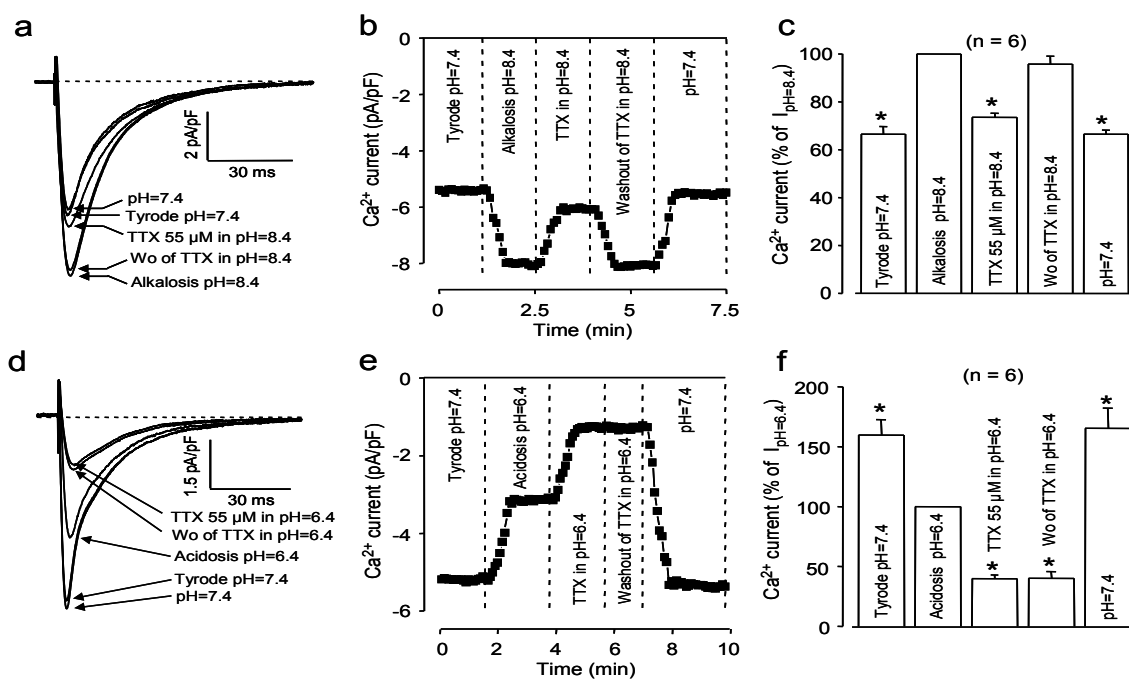 a
2 pA/pF
30 ms
pH=7.4
Tyrode pH=7.4
TTX 55 µM in pH=8.4
Wo of TTX in pH=8.4
Alkalosis pH=8.4
b
Ca2+ current (pA/pF)
0
-2
-4
-6
-8
Tyrode pH=7.4
Alkalosis pH=8.4
TTX in pH=8.4
Washout of TTX in pH=8.4
pH=7.4
0
2.5
5
7.5
Time (min)
c
(n = 6)
Ca2+ current (% of IpH=8.4)
100
80
60
40
20
0
*
*
*
Tyrode pH=7.4
Alkalosis pH=8.4
TTX 55 µM in pH=8.4
Wo of TTX in pH=8.4
pH=7.4
d
1.5 pA/pF
30 ms
TTX 55 µM in pH=6.4
Wo of TTX in pH=6.4
Acidosis pH=6.4
Tyrode pH=7.4
pH=7.4
e
Ca2+ current (pA/pF)
0
-2
-4
-6
Tyrode pH=7.4
Acidosis pH=6.4
TTX in pH=6.4
Washout of TTX in pH=6.4
pH=7.4
0
2
4
6
8
10
Time (min)
f
(n = 6)
Ca2+ current (% of IpH=6.4)
200
150
100
50
0
*
*
*
*
Tyrode pH=7.4
Acidosis pH=6.4
TTX 55 µM in pH=6.4
Wo of TTX in pH=6.4
pH=7.4